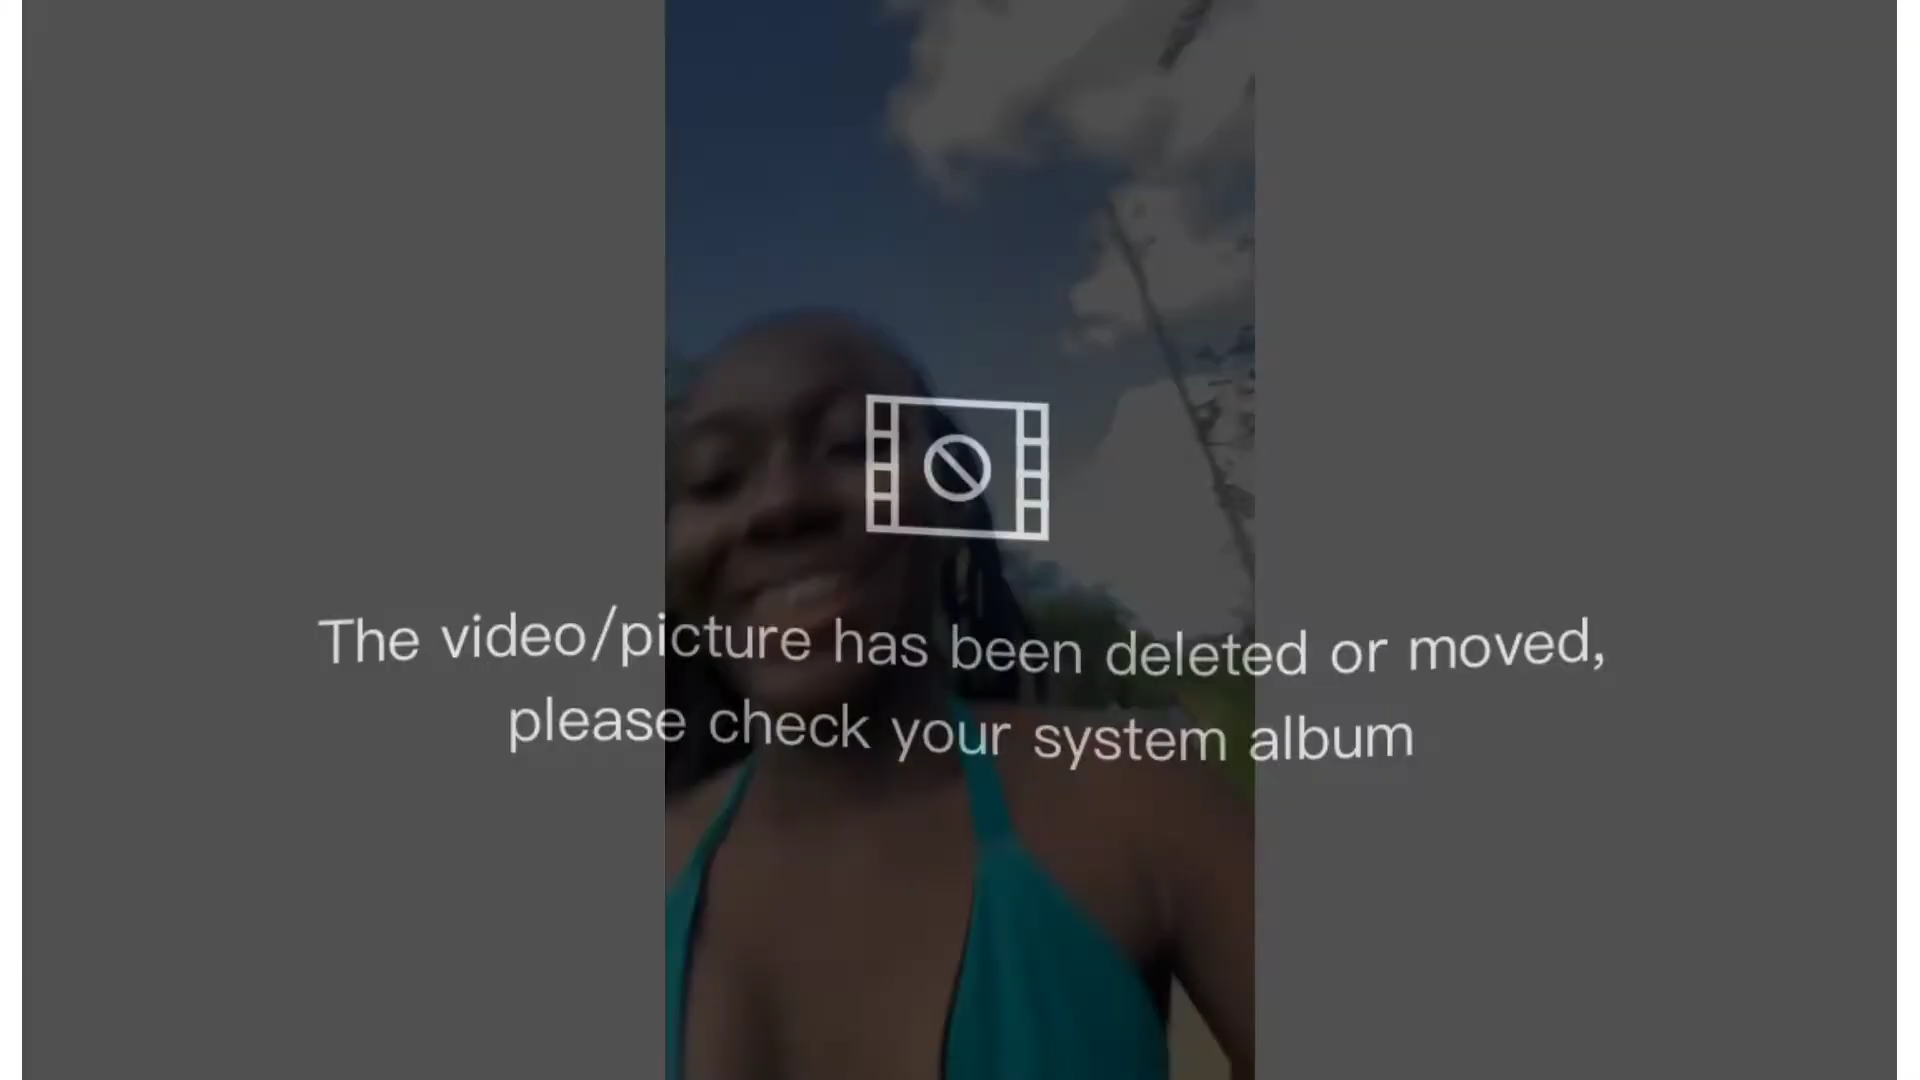 The video/picture has been deleted or moved,
please check your system album